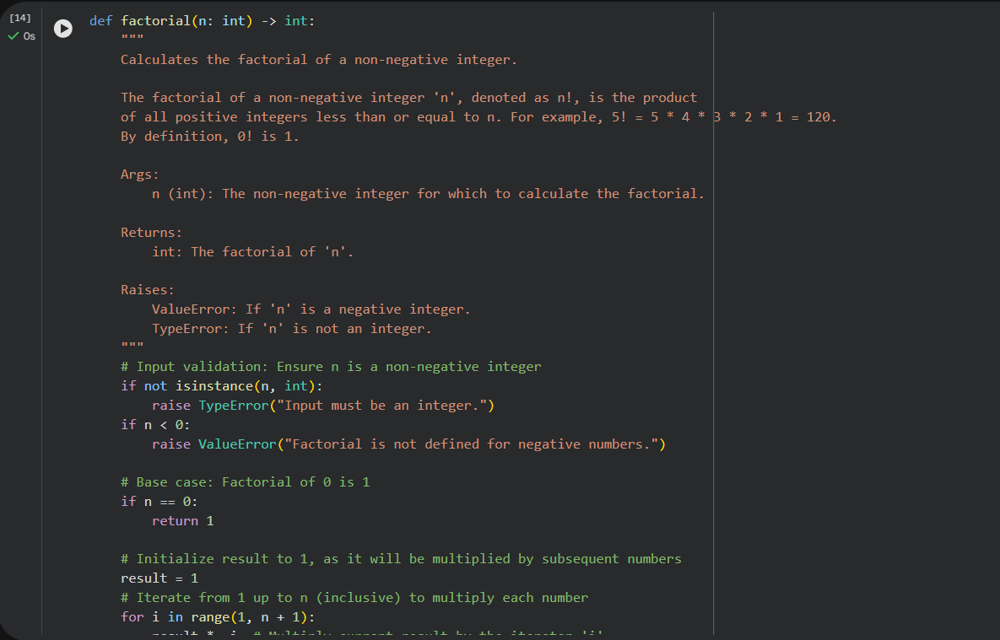 [14]
0s
def factorial(n: int) -> int:
"""
Calculates the factorial of a non-negative integer.
The factorial of a non-negative integer 'n', denoted as n!, is the product
of all positive integers less than or equal to n. For example, 5! = 5 * 4 * 3 * 2 * 1 = 120.
By definition, 0! is 1.
Args:
n (int): The non-negative integer for which to calculate the factorial.
Returns:
int: The factorial of 'n'.
Raises:
ValueError: If 'n' is a negative integer.
TypeError: If 'n' is not an integer.
"""
# Input validation: Ensure n is a non-negative integer
if not isinstance(n, int):
raise TypeError("Input must be an integer.")
if n < 0:
raise ValueError("Factorial is not defined for negative numbers.")
# Base case: Factorial of 0 is 1
if n == 0:
return 1
# Initialize result to 1, as it will be multiplied by subsequent numbers
result = 1
# Iterate from 1 up to n (inclusive) to multiply each number
for i in range(1, n + 1):